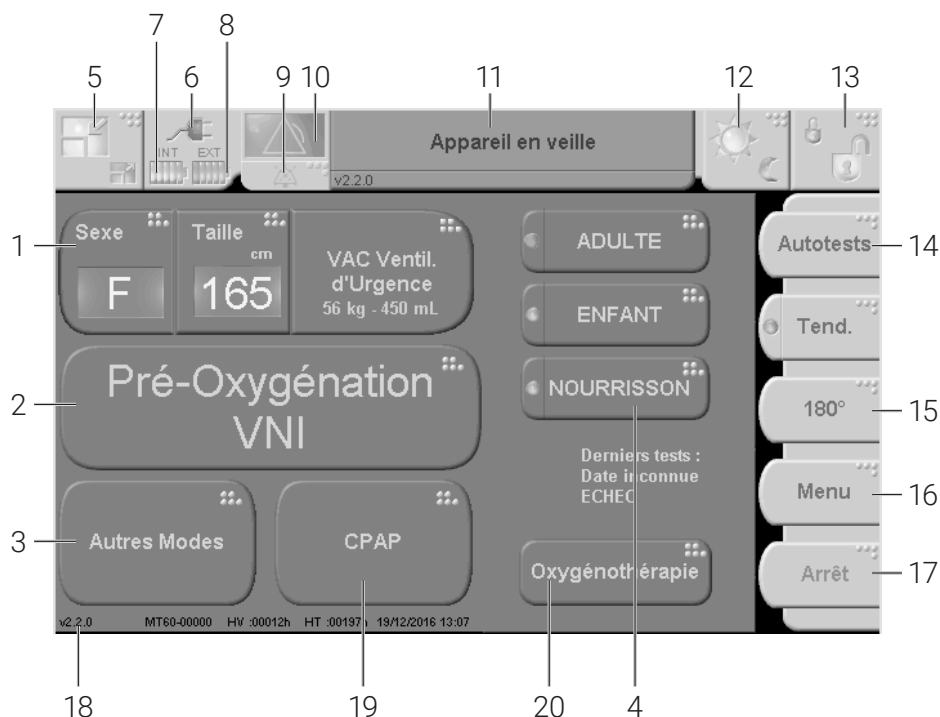 7 8
5 6 9 10 11 12 13
INT EXT
Appareil en veille
v2.2.0
1
Sexe
F
Taille
cm
165
VAC Ventil.
d'Urgence
56 kg - 450 mL
ADULTE
ENFANT
NOURRISSON
Autotests
14
Tend.
2
Pré-Oxygénation
VNI
180°
15
Derniers tests :
Date inconnue
ECHEC
Menu
16
3
Autres Modes
CPAP
Oxygénothérapie
Arrêt
17
v2.2.0 MT60-00000 HV :00012h HT :00197h 19/12/2016 13:07
18 19 20 4